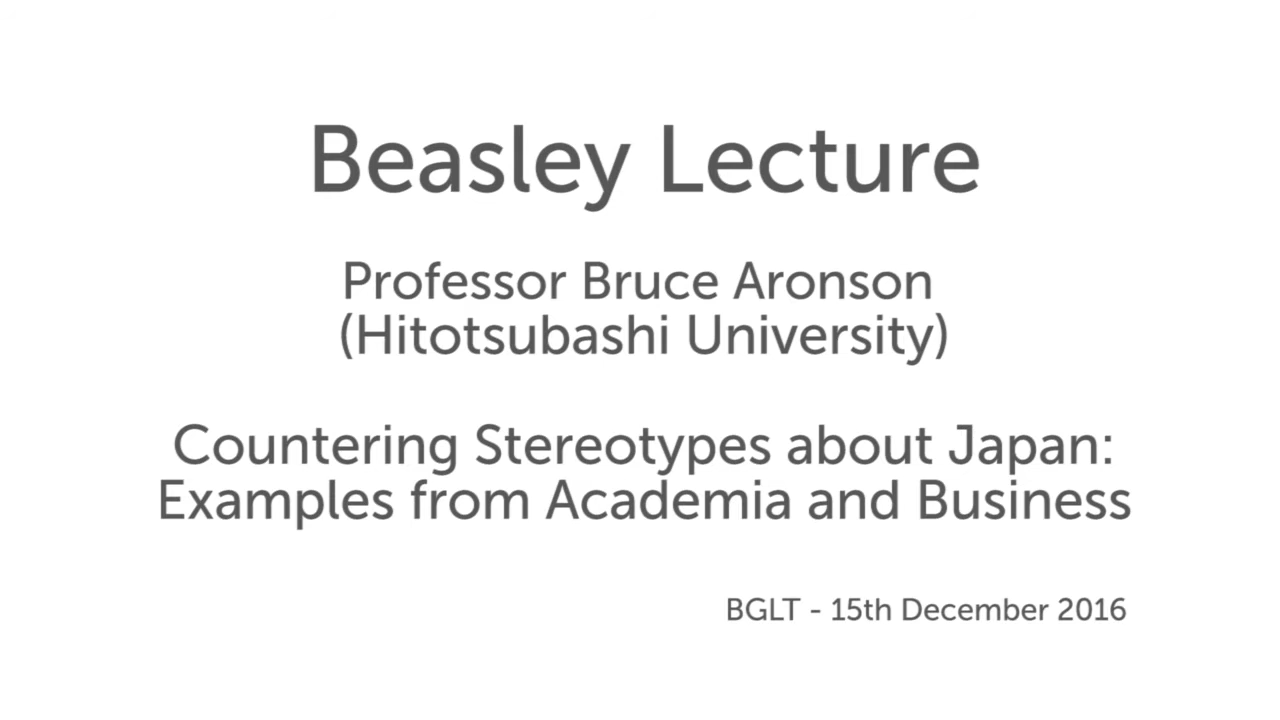 Beasley Lecture
Professor Bruce Aronson
(Hitotsubashi University)
Countering Stereotypes about Japan:
Examples from Academia and Business
BGLT - 15th December 2016